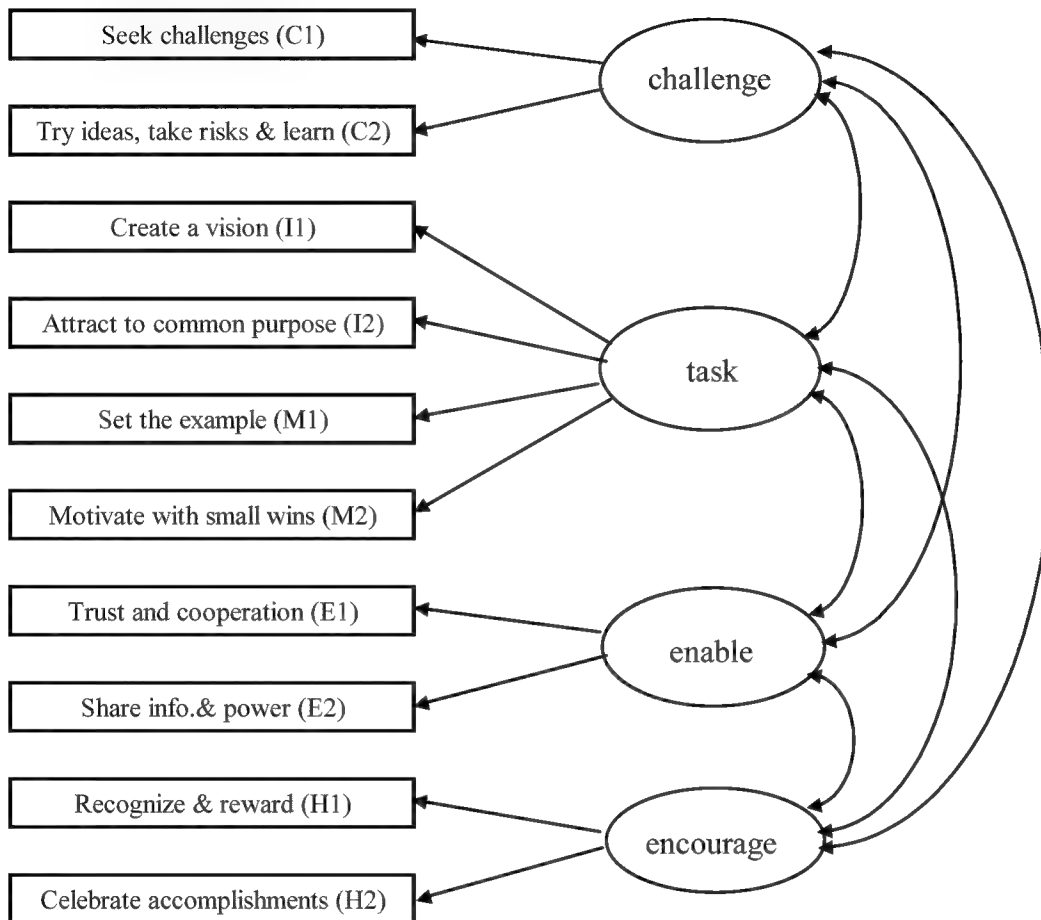 Seek challenges (C1)
challenge
Try ideas, take risks & learn (C2)
Create a vision (I1)
Attract to common purpose (I2)
task
Set the example (M1)
Motivate with small wins (M2)
Trust and cooperation (E1)
enable
Share info.& power (E2)
Recognize & reward (H1)
encourage
Celebrate accomplishments (H2)